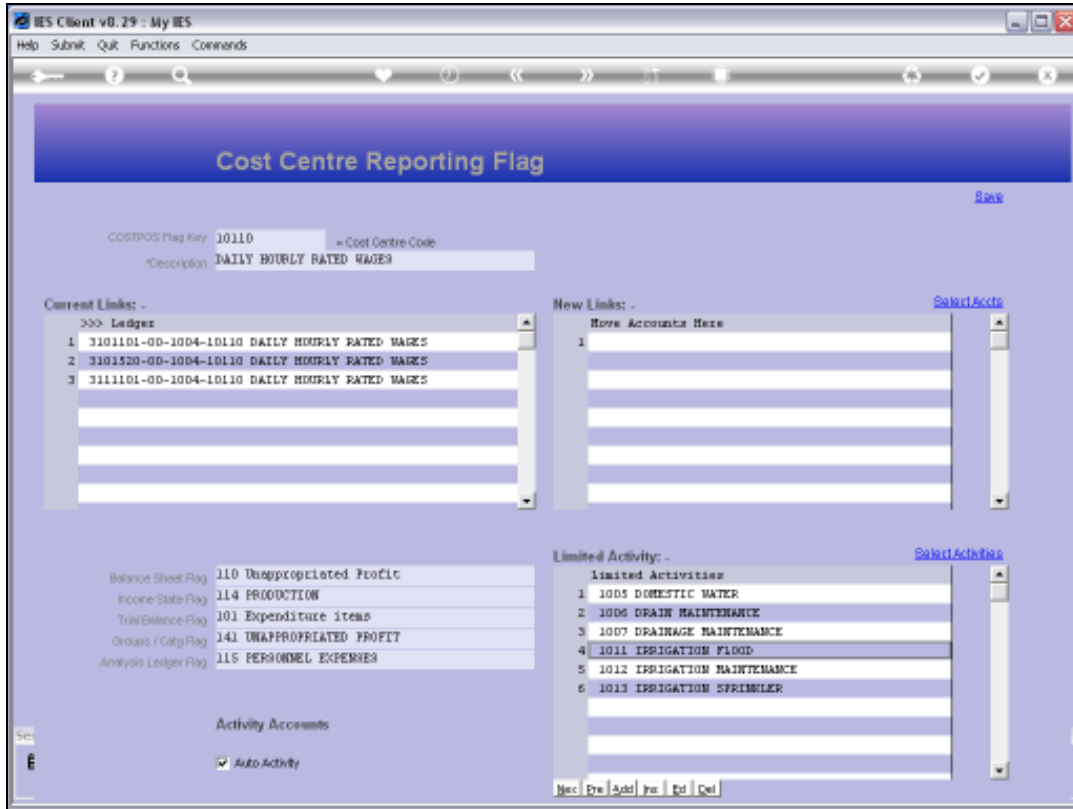 IES Client v8.29 : My IES
Help Submit Quit Functions Commands
Cost Centre Reporting Flag
Save
COSTPOS Flag Key 10110 = Cost Centre Code
*Description DAILY HOURLY RATED WAGES
Current Links: -
>>> Ledger
1 3101101-00-1004-10110 DAILY HOURLY RATED WAGES
2 3101520-00-1004-10110 DAILY HOURLY RATED WAGES
3 3111101-00-1004-10110 DAILY HOURLY RATED WAGES
New Links: - Select Accts
Move Accounts Here
1
Balance Sheet Flag 110 Unappropriated Profit
Income State Flag 114 PRODUCTION
Trial Balance Flag 101 Expenditure items
Groups / Catg Flag 141 UNAPPROPRIATED PROFIT
Analysis Ledger Flag 115 PERSONNEL EXPENSES
Limited Activity: - Select Activities
Limited Activities
1 1005 DOMESTIC WATER
2 1006 DRAIN MAINTENANCE
3 1007 DRAINAGE MAINTENANCE
4 1011 IRRIGATION FLOOD
5 1012 IRRIGATION MAINTENANCE
6 1013 IRRIGATION SPRINKLER
Activity Accounts
Auto Activity
Nex Pre Add Ins Ed Del